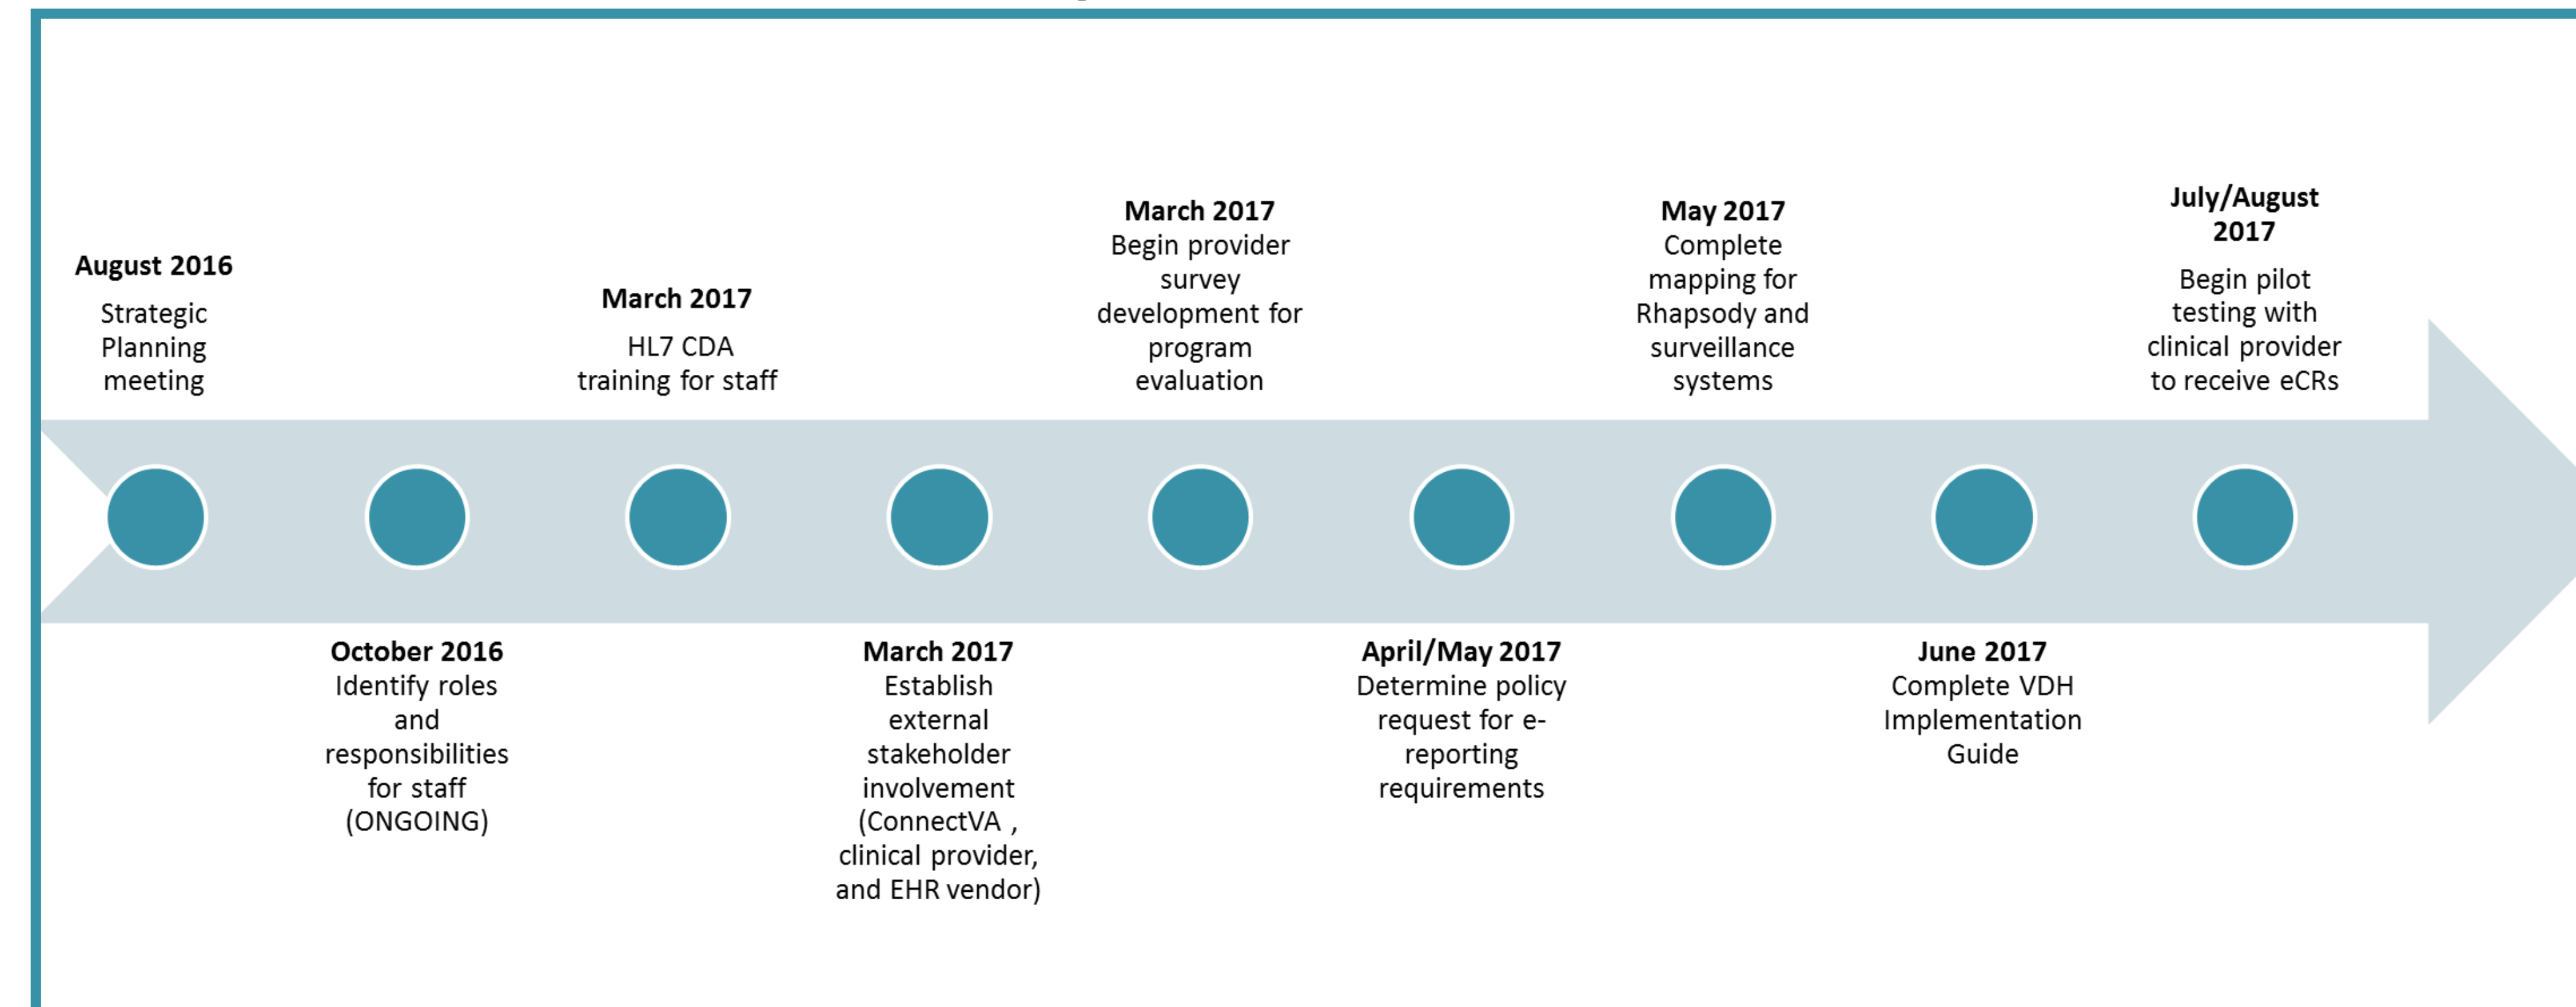 August 2016
Strategic
Planning
meeting
October 2016
Identify roles
and
responsibilities
for staff
(ONGOING)
March 2017
HL7 CDA
training for staff
March 2017
Establish
external
stakeholder
involvement
(ConnectVA ,
clinical provider,
and EHR vendor)
March 2017
Begin provider
survey
development for
program
evaluation
April/May 2017
Determine policy
request for e-
reporting
requirements
May 2017
Complete
mapping for
Rhapsody and
surveillance
systems
June 2017
Complete VDH
Implementation
Guide
July/August
2017
Begin pilot
testing with
clinical provider
to receive eCRs